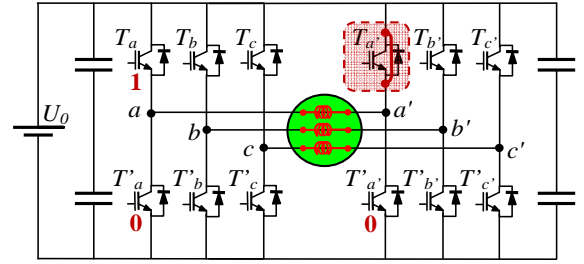 T_a T_b T_c T_a' T_b' T_c'
1
a a'
U_0
b b'
c c'
T'_a T'_b T'_c T'_a' T'_b' T'_c'
0 0